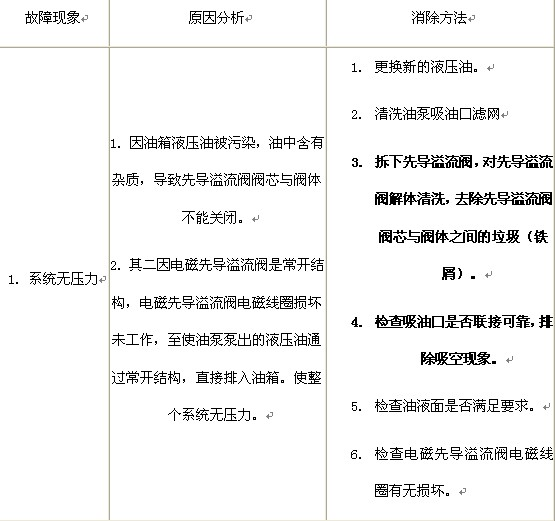 故障现象 原因分析 消除方法
1. 系统无压力
1. 因油箱液压油被污染，油中含有
杂质，导致先导溢流阀阀芯与阀体
不能关闭。
2. 其二因电磁先导溢流阀是常开结
构，电磁先导溢流阀电磁线圈损坏
未工作，至使油泵泵出的液压油通
过常开结构，直接排入油箱。使整
个系统无压力。
1. 更换新的液压油。
2. 清洗油泵吸油口滤网
3. 拆下先导溢流阀，对先导溢流
阀解体清洗，去除先导溢流阀
阀芯与阀体之间的垃圾（铁
屑）。
4. 检查吸油口是否联接可靠，排
除吸空现象。
5. 检查油液面是否满足要求。
6. 检查电磁先导溢流阀电磁线
圈有无损坏。